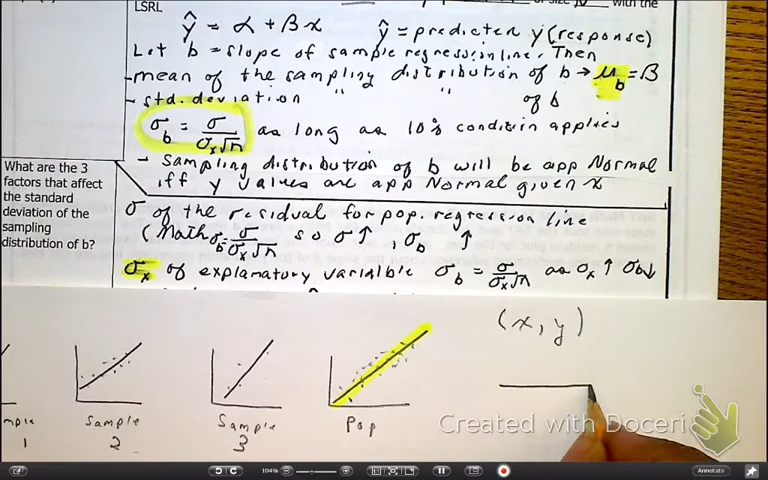 LSRL
ŷ = α + βx ŷ = predicted y (response)
Let b = slope of sample regression line. Then
-mean of the sampling distribution of b → μb = β
- std. deviation " " of b
σb = σ/σx√n as long as 10% condition applies
- Sampling distribution of b will be app Normal
iff y values are app Normal given x
What are the 3
factors that affect
the standard
deviation of the
sampling
distribution of b?
σ of the residual for pop. regression line
(Math σb = σ/σx√n so σ↑, σb ↑
σx of explanatory variable σb = σ/σx√n as σx ↑ σb↓
(x, y)
mple
1
Sample
2
Sample
3
Pop
Created with Doceri
104%
Annotate